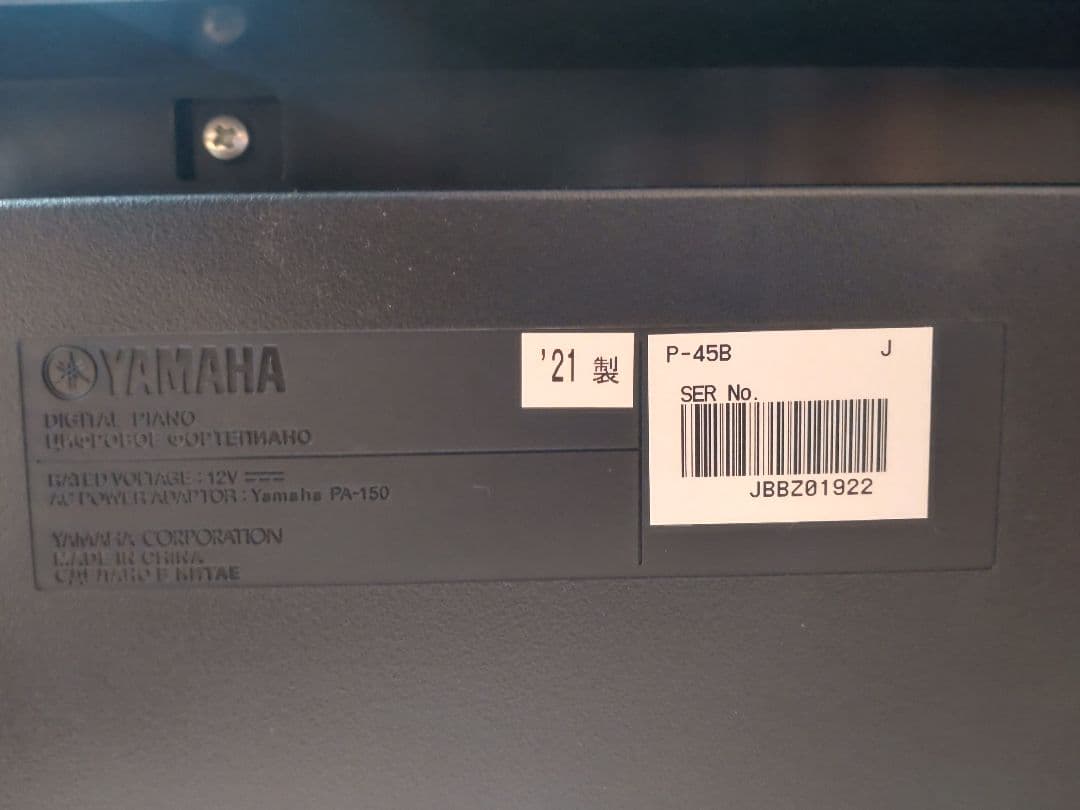 YAMAHA
DIGITAL PIANO
ЦИФРОВОЕ ФОРТЕПИАНО
RATED VOLTAGE : 12V
AC POWER ADAPTOR : Yamaha PA-150
YAMAHA CORPORATION
MADE IN CHINA
СДЕЛАНО В КИТАЕ
'21 製
P-45B J
SER No.
JBBZ01922